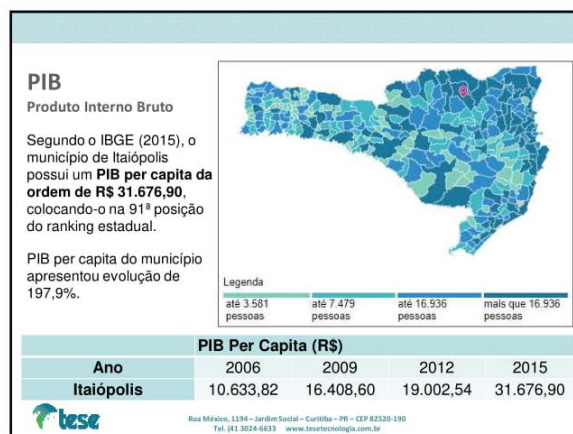 PIB
Produto Interno Bruto
Segundo o IBGE (2015), o
município de Itaiópolis
possui um PIB per capita da
ordem de R$ 31.676,90,
colocando-o na 91ª posição
do ranking estadual.
PIB per capita do município
apresentou evolução de
197,9%.
Legenda
até 3.581 pessoas
até 7.479 pessoas
até 16.936 pessoas
mais que 16.936 pessoas
PIB Per Capita (R$)
Ano 2006 2009 2012 2015
Itaiópolis 10.633,82 16.408,60 19.002,54 31.676,90
tese
Rua México, 1194 – Jardim Social – Curitiba – PR – CEP 82520-190
Tel. (41 3024-6633 www.tesetecnologia.com.br